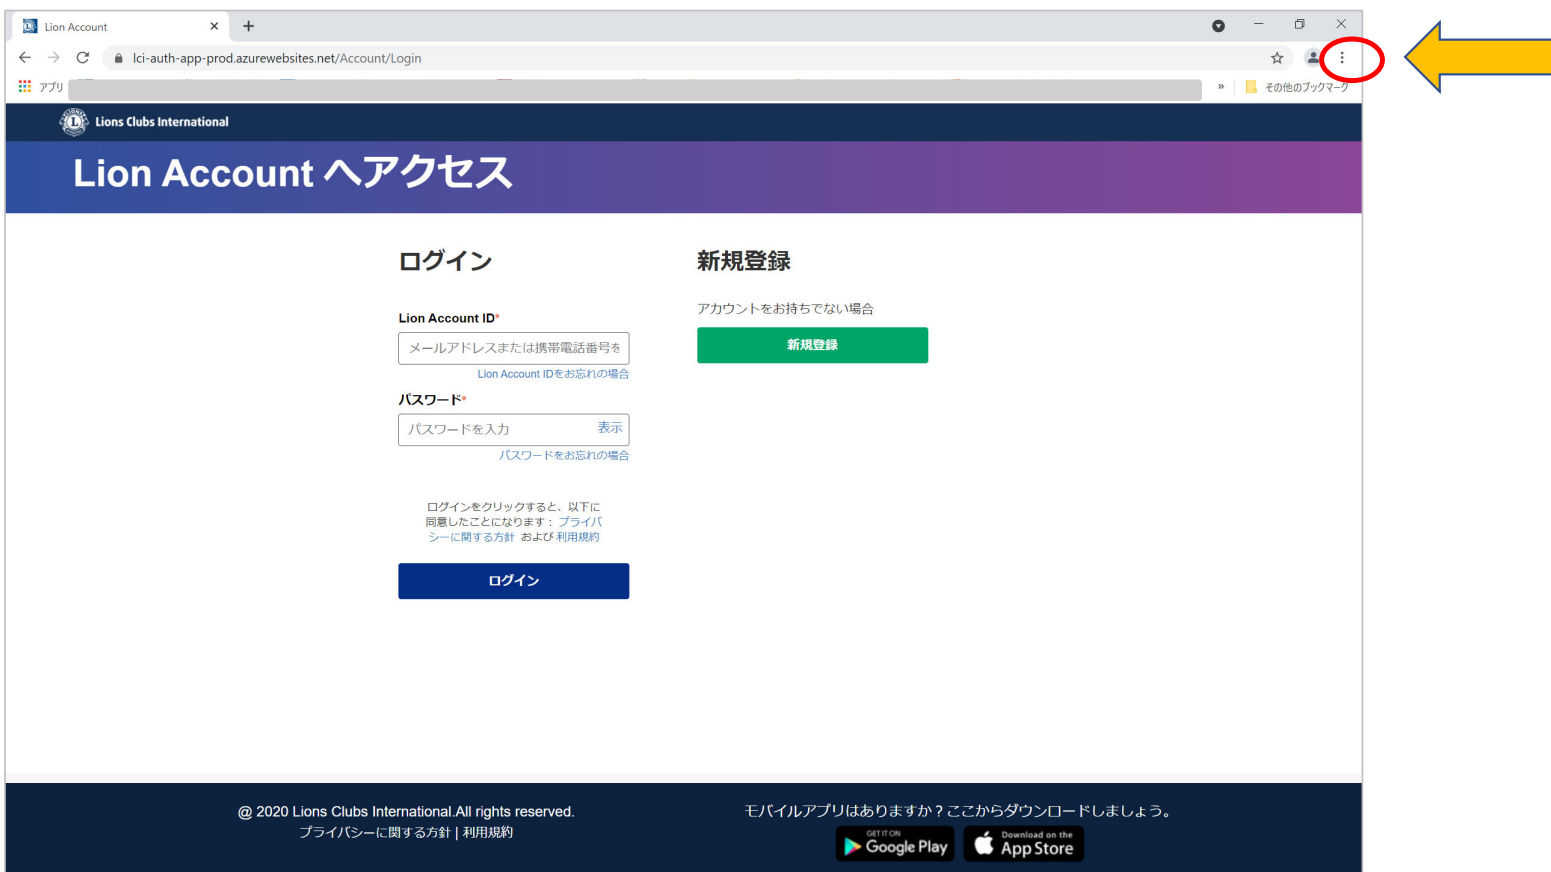 Lion Account
lci-auth-app-prod.azurewebsites.net/Account/Login
アプリ
» その他のブックマーク
Lions Clubs International
Lion Account へアクセス
ログイン
Lion Account ID*
メールアドレスまたは携帯電話番号を
Lion Account IDをお忘れの場合
パスワード*
パスワードを入力 表示
パスワードをお忘れの場合
ログインをクリックすると、以下に
同意したことになります： プライバ
シーに関する方針 および 利用規約
ログイン
新規登録
アカウントをお持ちでない場合
新規登録
@ 2020 Lions Clubs International.All rights reserved.
プライバシーに関する方針 | 利用規約
モバイルアプリはありますか？ここからダウンロードしましょう。
GET IT ON
Google Play
Download on the
App Store